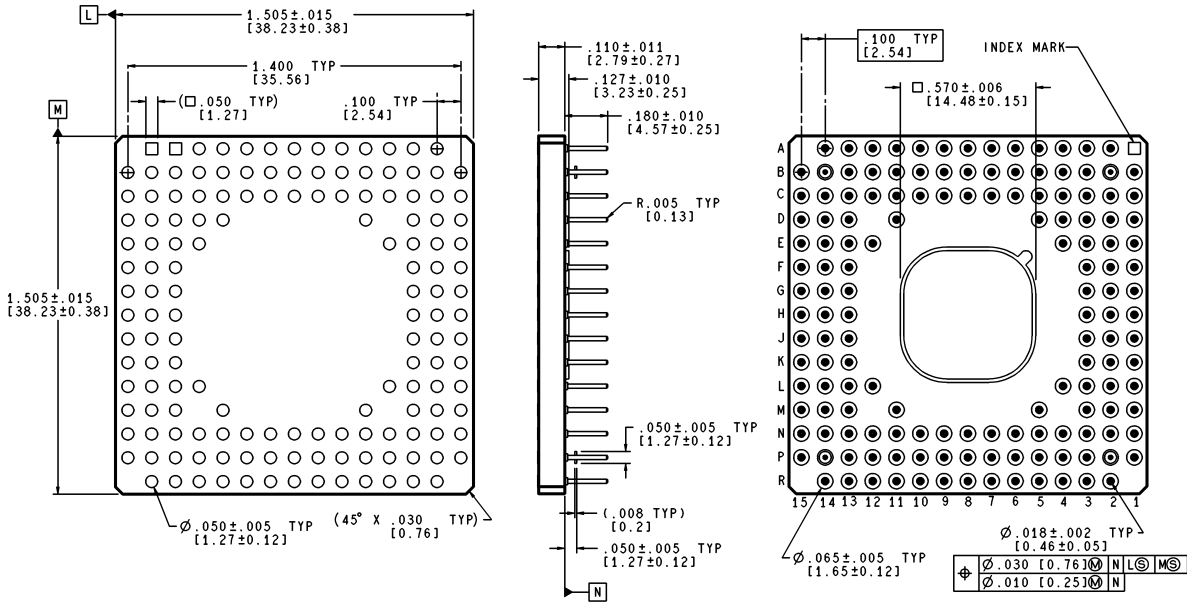 L
1.505±.015
[38.23±0.38]
1.400 TYP
[35.56]
M
(□ .050 TYP)
[1.27]
.100 TYP
[2.54]
1.505±.015
[38.23±0.38]
Ø.050±.005 TYP
[1.27±0.12]
(45° X .030 TYP)
[0.76]
.110±.011
[2.79±0.27]
.127±.010
[3.23±0.25]
.180±.010
[4.57±0.25]
R.005 TYP
[0.13]
.050±.005 TYP
[1.27±0.12]
(.008 TYP)
[0.2]
.050±.005 TYP
[1.27±0.12]
N
.100 TYP
[2.54]
INDEX MARK
□ .570±.006
[14.48±0.15]
A
B
C
D
E
F
G
H
J
K
L
M
N
P
R
15 14 13 12 11 10 9 8 7 6 5 4 3 2 1
Ø.065±.005 TYP
[1.65±0.12]
Ø.018±.002 TYP
[0.46±0.05]
⌖ Ø.030 [0.76]Ⓜ N LⓈ MⓈ
Ø.010 [0.25]Ⓜ N